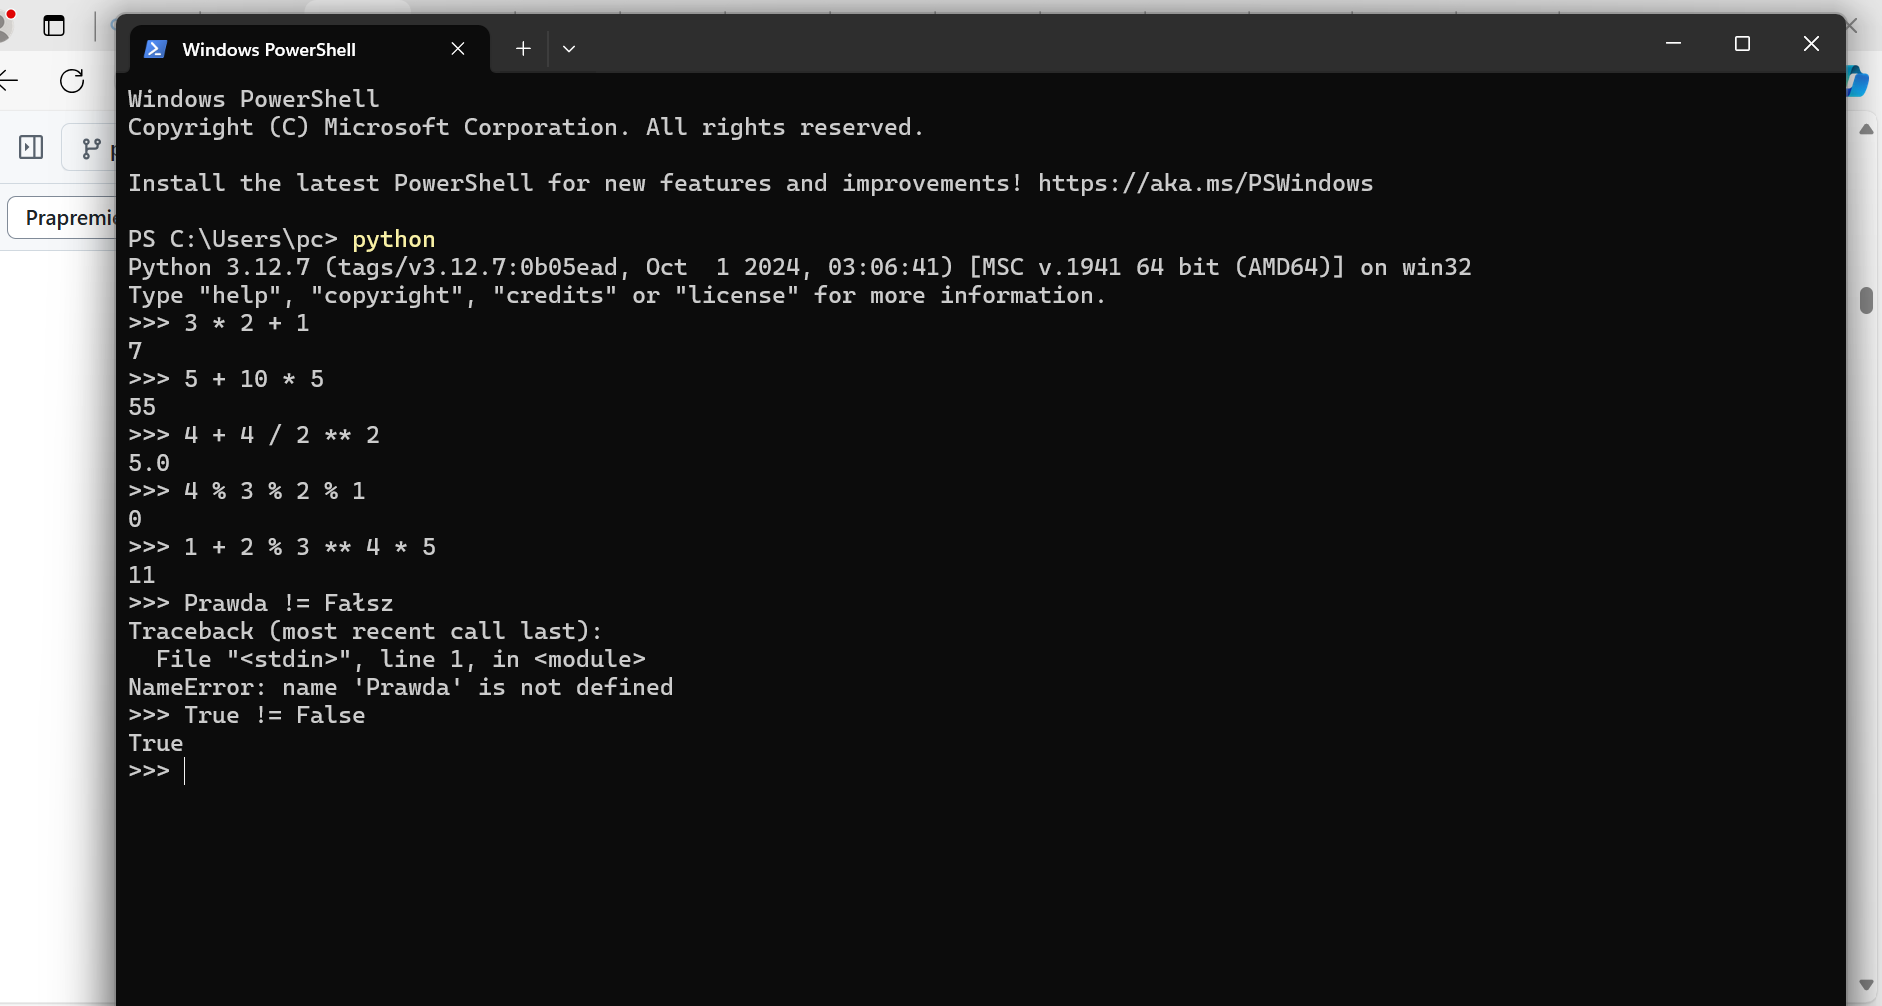 Windows PowerShell
Windows PowerShell
Copyright (C) Microsoft Corporation. All rights reserved.
Install the latest PowerShell for new features and improvements! https://aka.ms/PSWindows
PS C:\Users\pc> python
Python 3.12.7 (tags/v3.12.7:0b05ead, Oct  1 2024, 03:06:41) [MSC v.1941 64 bit (AMD64)] on win32
Type "help", "copyright", "credits" or "license" for more information.
>>> 3 * 2 + 1
7
>>> 5 + 10 * 5
55
>>> 4 + 4 / 2 ** 2
5.0
>>> 4 % 3 % 2 % 1
0
>>> 1 + 2 % 3 ** 4 * 5
11
>>> Prawda != Fałsz
Traceback (most recent call last):
  File "<stdin>", line 1, in <module>
NameError: name 'Prawda' is not defined
>>> True != False
True
>>>
Prapremi